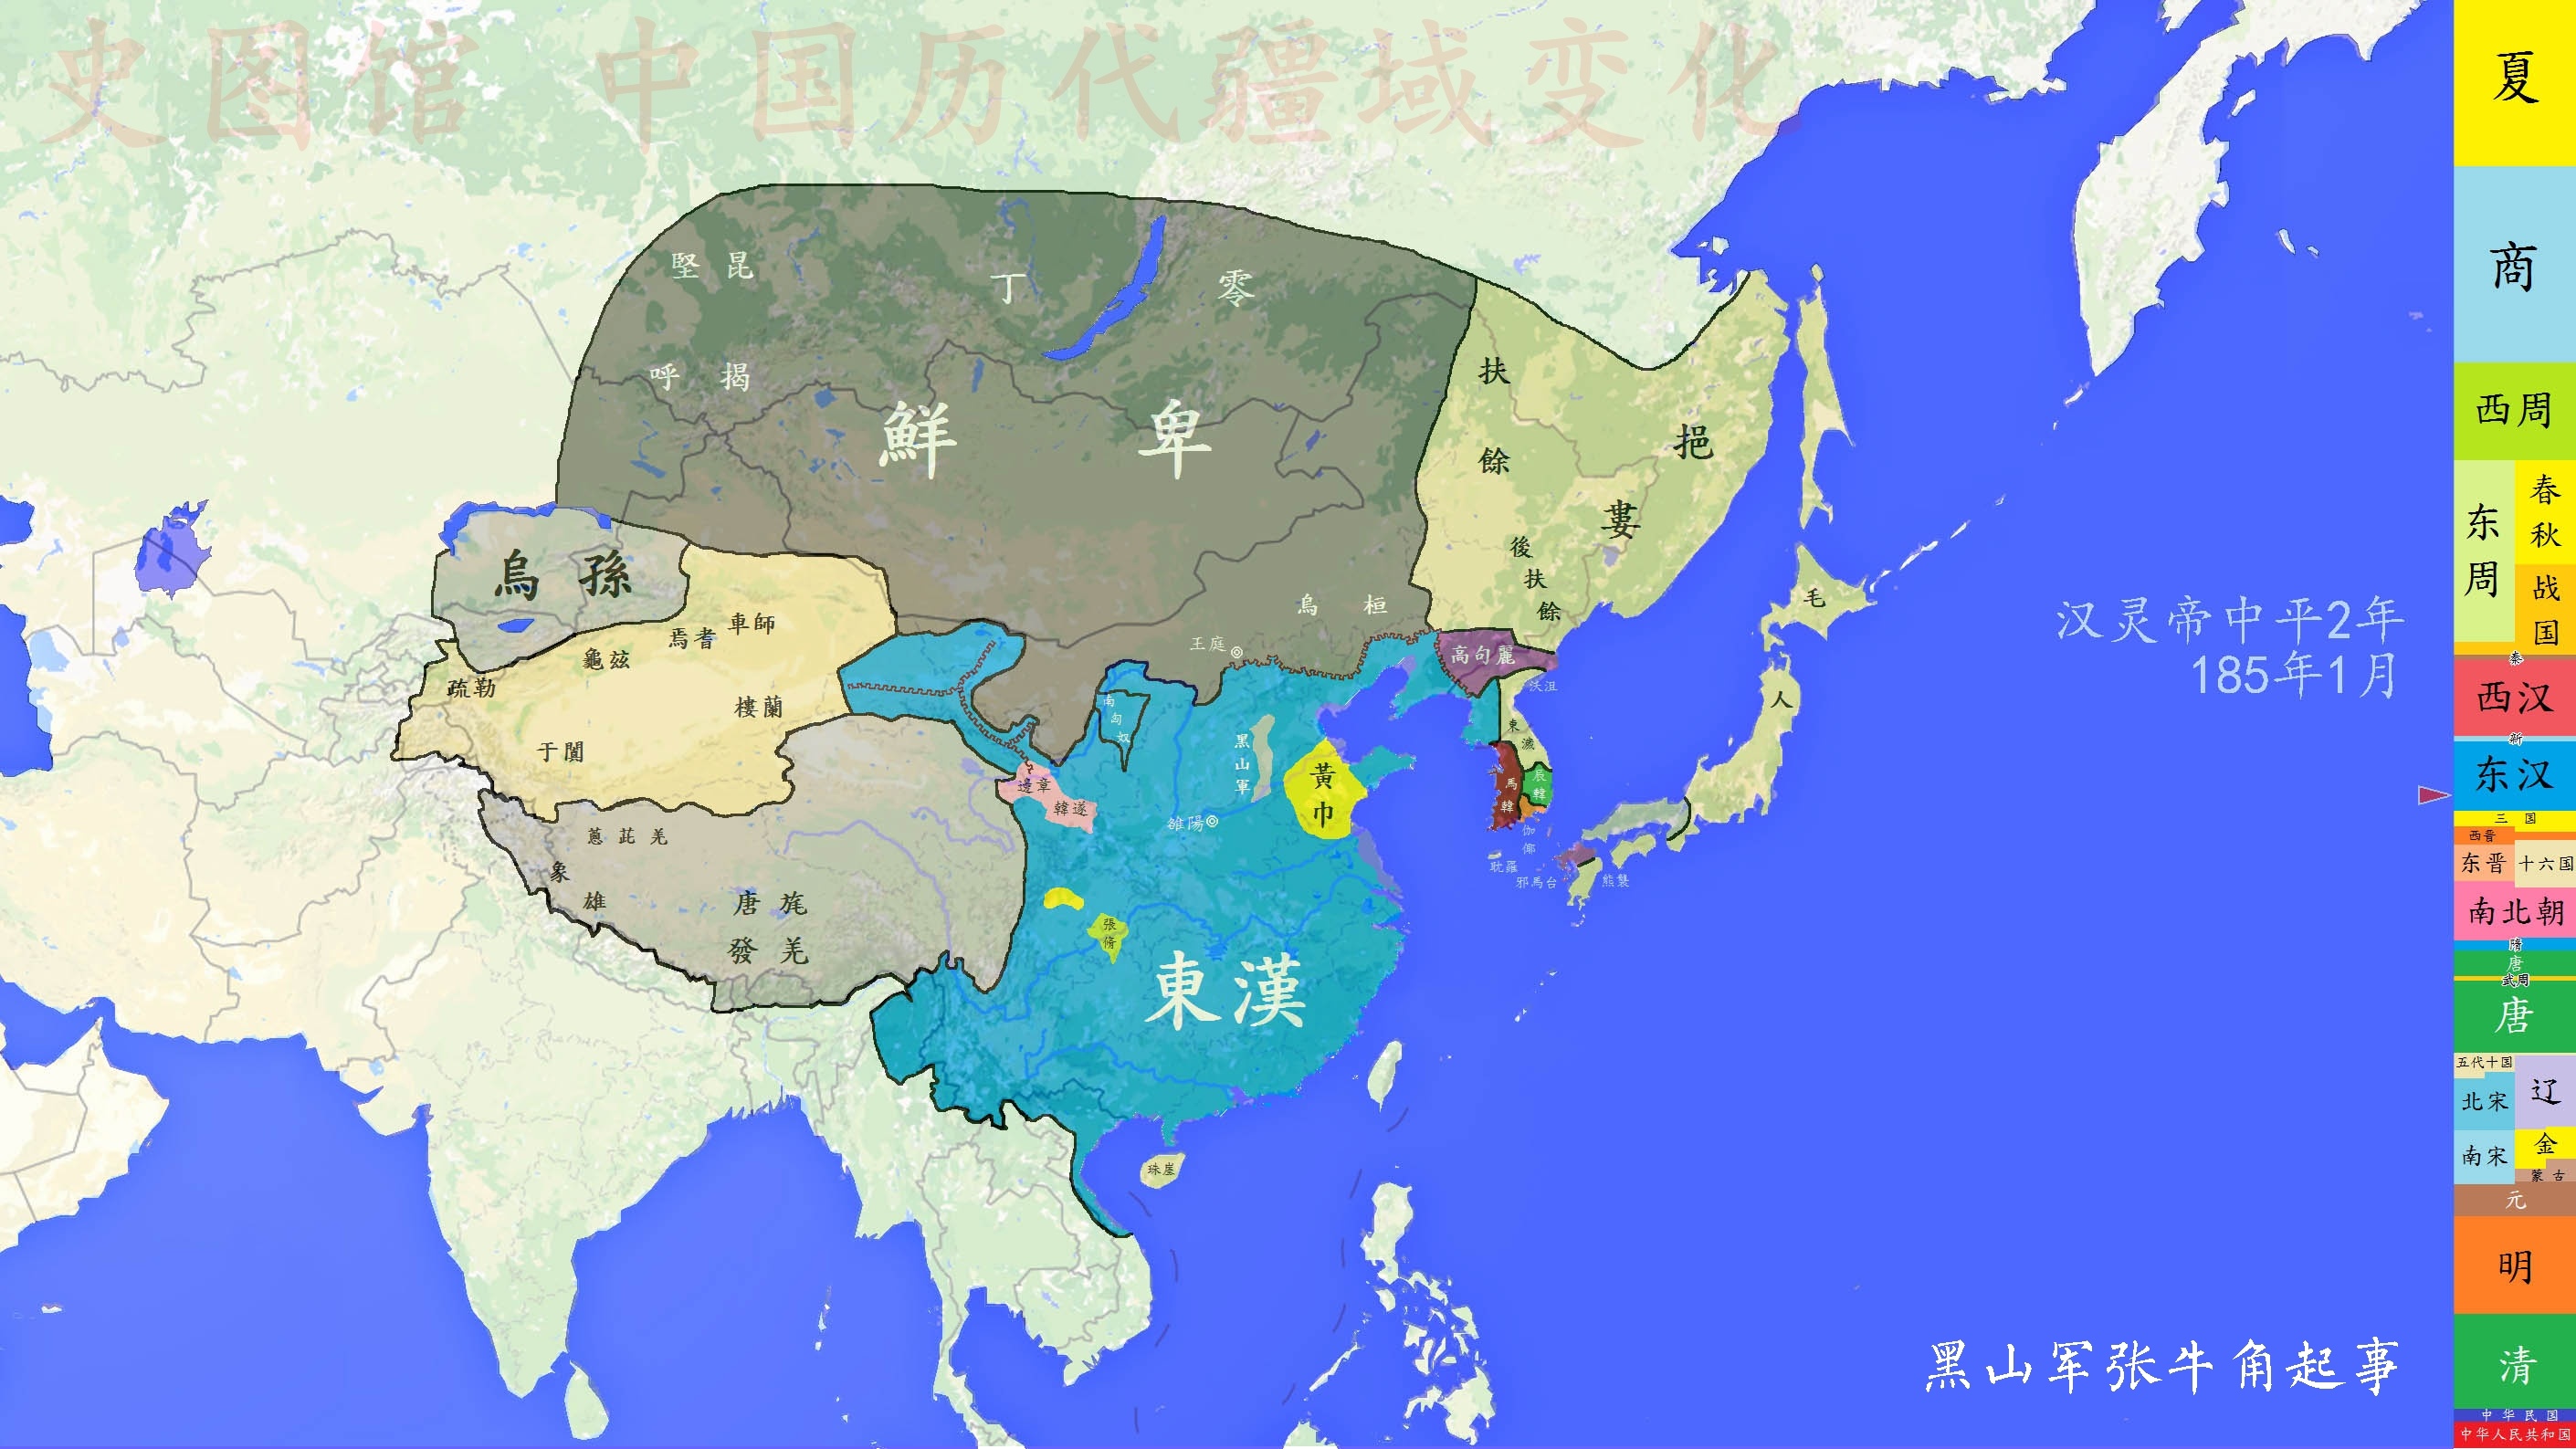 史图馆 中国历代疆域变化
堅昆
丁零
呼揭
鮮卑
扶餘
挹婁
後扶餘
烏孫
烏桓
王庭
車師
焉耆
龜兹
疏勒
樓蘭
于闐
高句麗
沃沮
東濊
馬韓
辰韓
伽倻
耽羅
邪馬台
熊襲
毛人
南匈奴
黑山軍
黃巾
邊章
韓遂
雒陽
蔥茈羌
象雄
唐旄
發羌
張脩
東漢
珠崖
汉灵帝中平2年
185年1月
黑山军张牛角起事
夏
商
西周
东周
春秋
战国
秦
西汉
新
东汉
三国
西晋
东晋
十六国
南北朝
隋
唐
武周
唐
五代十国
辽
北宋
南宋
金
蒙古
元
明
清
中华民国
中华人民共和国